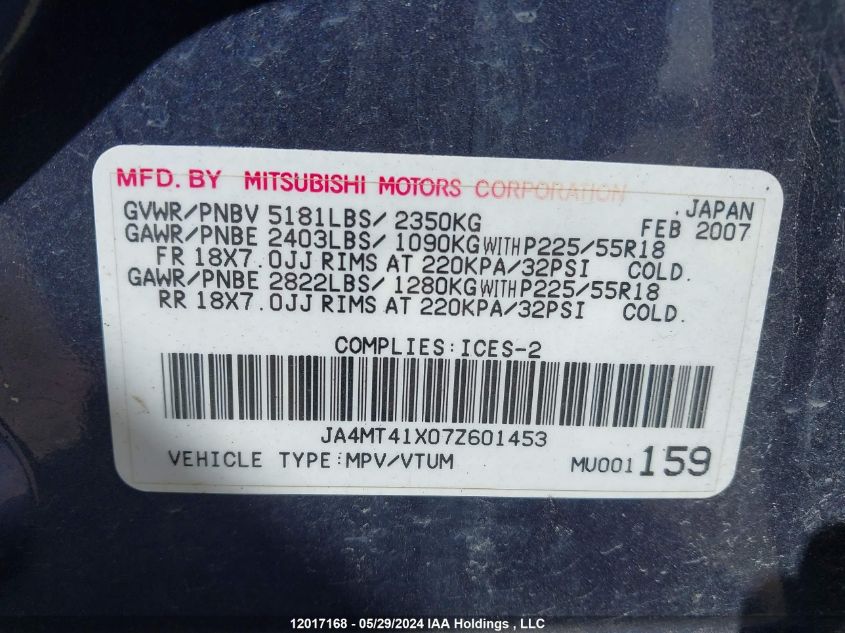 MFD. BY MITSUBISHI MOTORS CORPORATION , JAPAN
GVWR/PNBV 5181LBS/ 2350KG FEB 2007
GAWR/PNBE 2403LBS/ 1090KG WITH P225/55R18
FR 18X7.0JJ RIMS AT 220KPA/32PSI COLD.
GAWR/PNBE 2822LBS/ 1280KG WITH P225/55R18
RR 18X7.0JJ RIMS AT 220KPA/32PSI COLD.
COMPLIES:ICES-2
JA4MT41X07Z601453
VEHICLE TYPE:MPV/VTUM MU001 159
12017168 - 05/29/2024 IAA Holdings , LLC